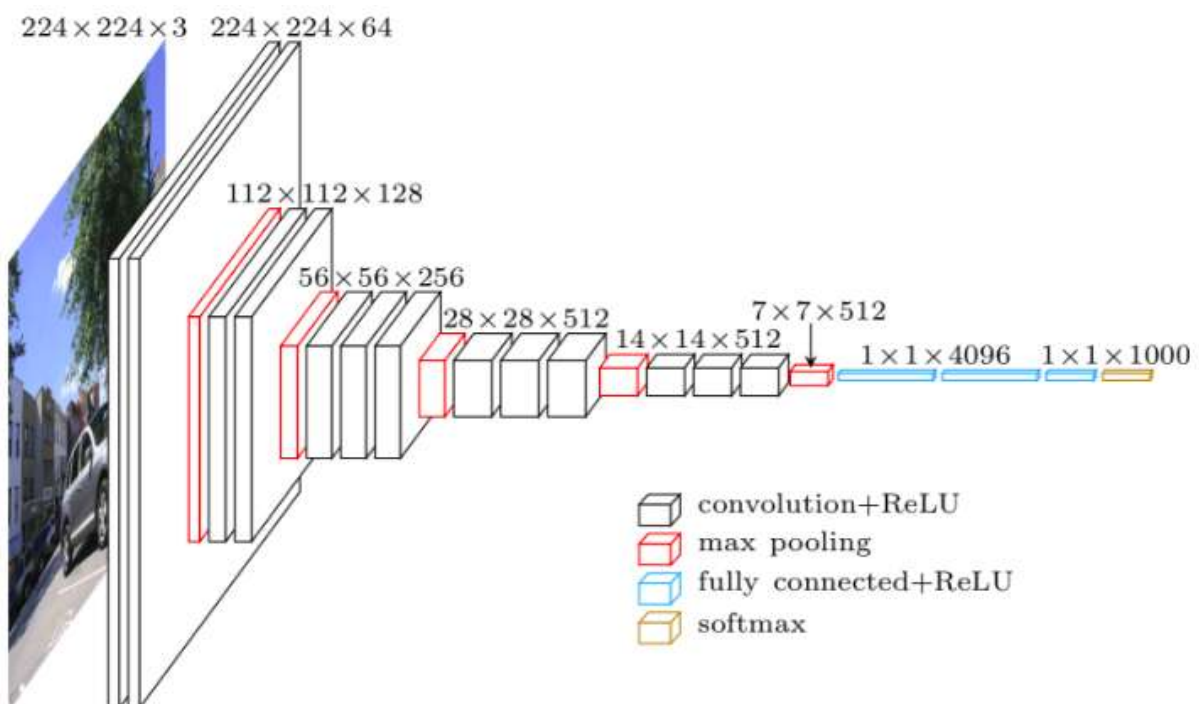 224×224×3
224×224×64
112×112×128
56×56×256
28×28×512
14×14×512
7×7×512
1×1×4096
1×1×1000
convolution+ReLU
max pooling
fully connected+ReLU
softmax